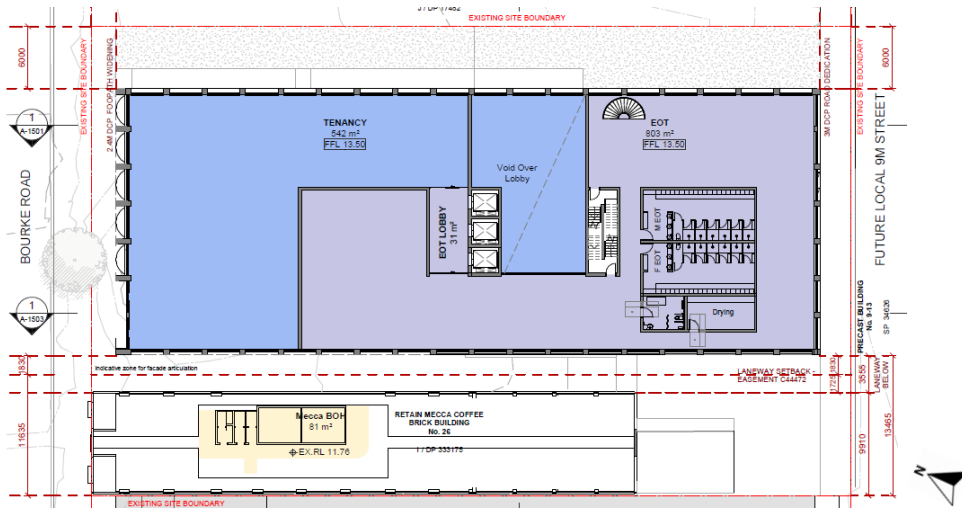 J / DP 17482
EXISTING SITE BOUNDARY
6000
EXISTING SITE BOUNDARY
2.4M DCP FOOPATH WIDENING
3M DCP ROAD DEDICATION
EXISTING SITE BOUNDARY
6000
1
A-1501
TENANCY
542 m²
FFL 13.50
EOT
803 m²
FFL 13.50
Void Over
Lobby
BOURKE ROAD
EOT LOBBY
31 m²
M EOT
F EOT
Drying
FUTURE LOCAL 9M STREET
1
A-1503
PRECAST BUILDING
No. 9-13
SP 34626
1830
Indicative zone for facade articulation
LANEWAY SETBACK -
EASEMENT C44472
1725
1830
3555
LANEWAY
BELOW
11635
Mecca BOH
81 m²
EX.RL 11.76
RETAIN MECCA COFFEE
BRICK BUILDING
No. 26
1 / DP 333175
9910
13465
N
EXISTING SITE BOUNDARY